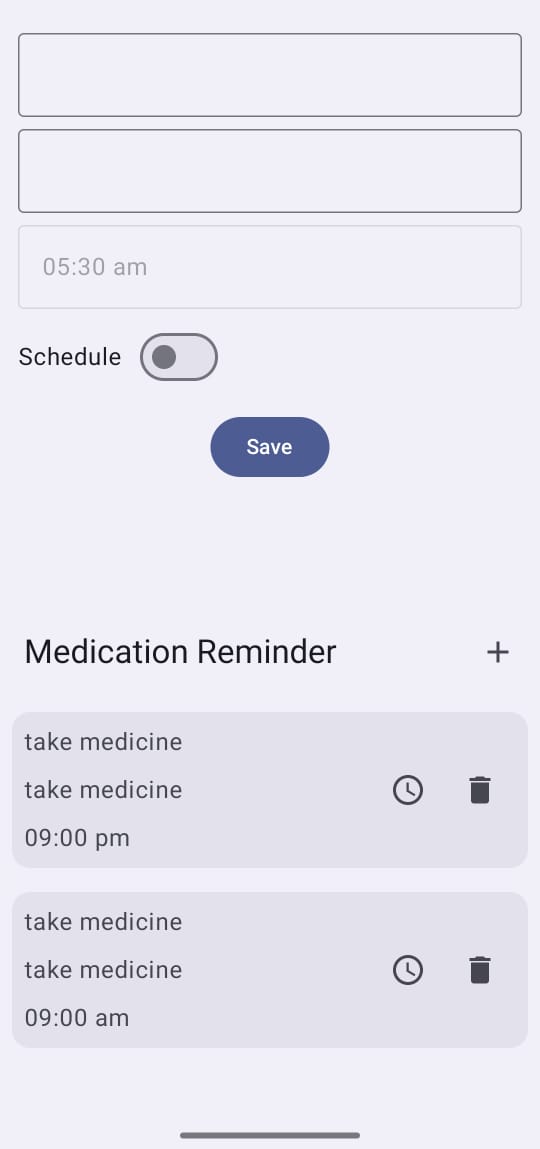 05:30 am
Schedule
Save
Medication Reminder
take medicine
take medicine
09:00 pm
take medicine
take medicine
09:00 am